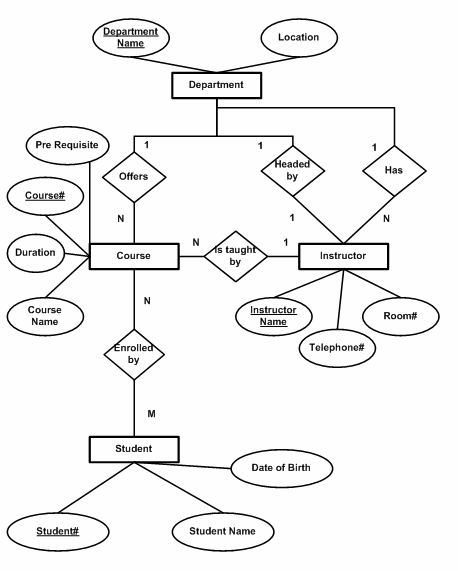 Department
Name
Location
Department
Pre Requisite
1
1
1
Offers
Headed
by
Has
Course#
N
1
N
Duration
Course
N
Is taught
by
1
Instructor
Course
Name
N
Instructor
Name
Room#
Enrolled
by
Telephone#
M
Student
Date of Birth
Student#
Student Name